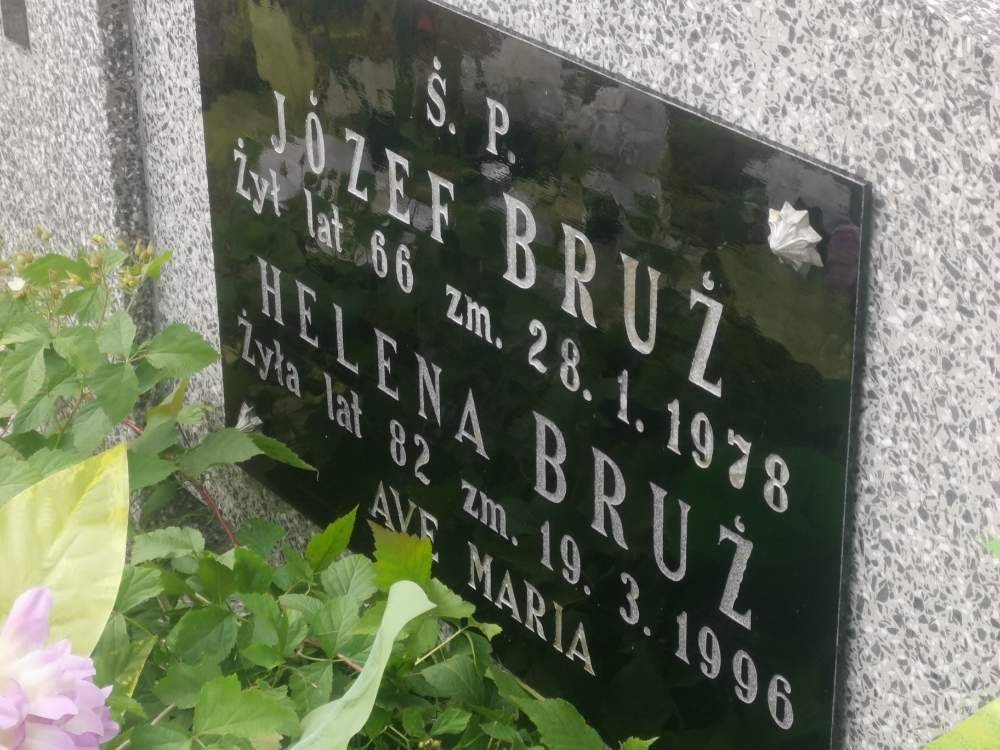 Ś. P.
JÓZEF BRUŻ
Żył lat 66 zm. 28. 1. 1978
HELENA BRUŻ
Żyła lat 82 zm. 19. 3. 1996
AVE MARIA